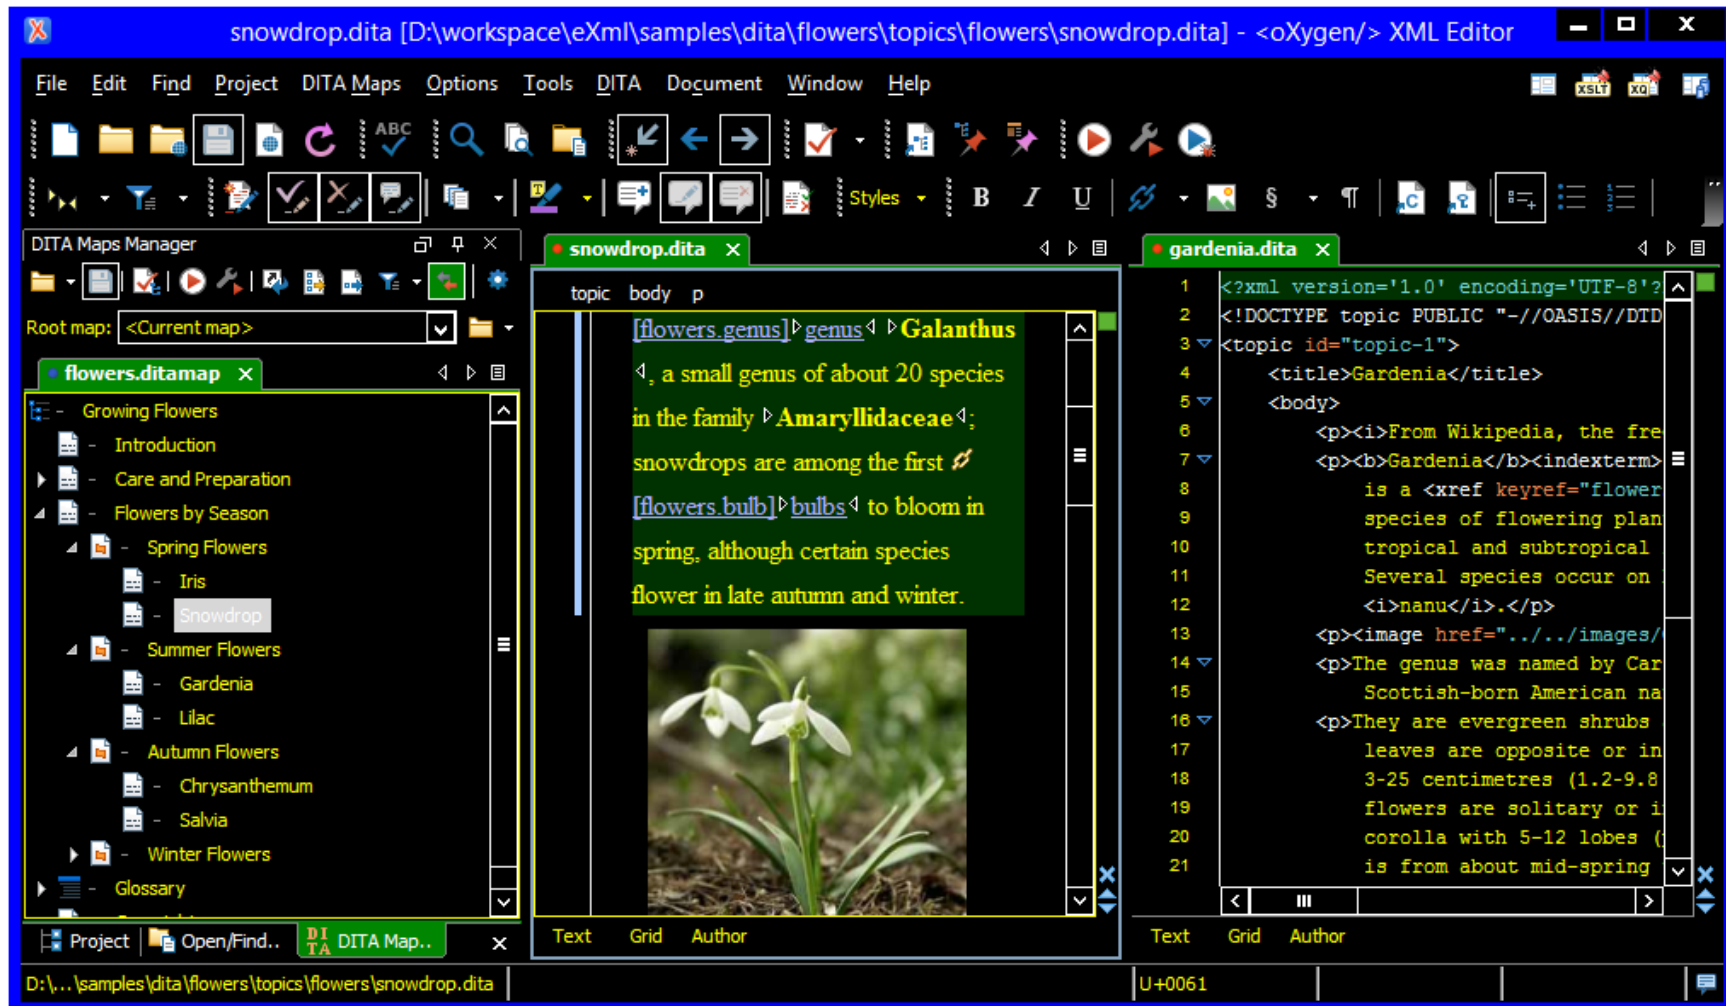 snowdrop.dita [D:\workspace\eXml\samples\dita\flowers\topics\flowers\snowdrop.dita] - <oXygen/> XML Editor
File Edit Find Project DITA Maps Options Tools DITA Document Window Help
XSLT XQ
ABC
T Styles B I U § ¶ C
DITA Maps Manager
Root map: <Current map>
flowers.ditamap
Growing Flowers
Introduction
Care and Preparation
Flowers by Season
Spring Flowers
Iris
Snowdrop
Summer Flowers
Gardenia
Lilac
Autumn Flowers
Chrysanthemum
Salvia
Winter Flowers
Glossary
Project Open/Find.. DITA DITA Map..
snowdrop.dita
topic body p
[flowers.genus] genus Galanthus
, a small genus of about 20 species
in the family Amaryllidaceae;
snowdrops are among the first
[flowers.bulb] bulbs to bloom in
spring, although certain species
flower in late autumn and winter.
Text Grid Author
gardenia.dita
1 <?xml version='1.0' encoding='UTF-8'?
2 <!DOCTYPE topic PUBLIC "-//OASIS//DTD
3 <topic id="topic-1">
4 <title>Gardenia</title>
5 <body>
6 <p><i>From Wikipedia, the fre
7 <p><b>Gardenia</b><indexterm>
8 is a <xref keyref="flower
9 species of flowering plan
10 tropical and subtropical
11 Several species occur on
12 <i>nanu</i>.</p>
13 <p><image href="../../images/
14 <p>The genus was named by Car
15 Scottish-born American na
16 <p>They are evergreen shrubs
17 leaves are opposite or in
18 3-25 centimetres (1.2-9.8
19 flowers are solitary or i
20 corolla with 5-12 lobes (
21 is from about mid-spring
Text Grid Author
D:\...\samples\dita\flowers\topics\flowers\snowdrop.dita
U+0061